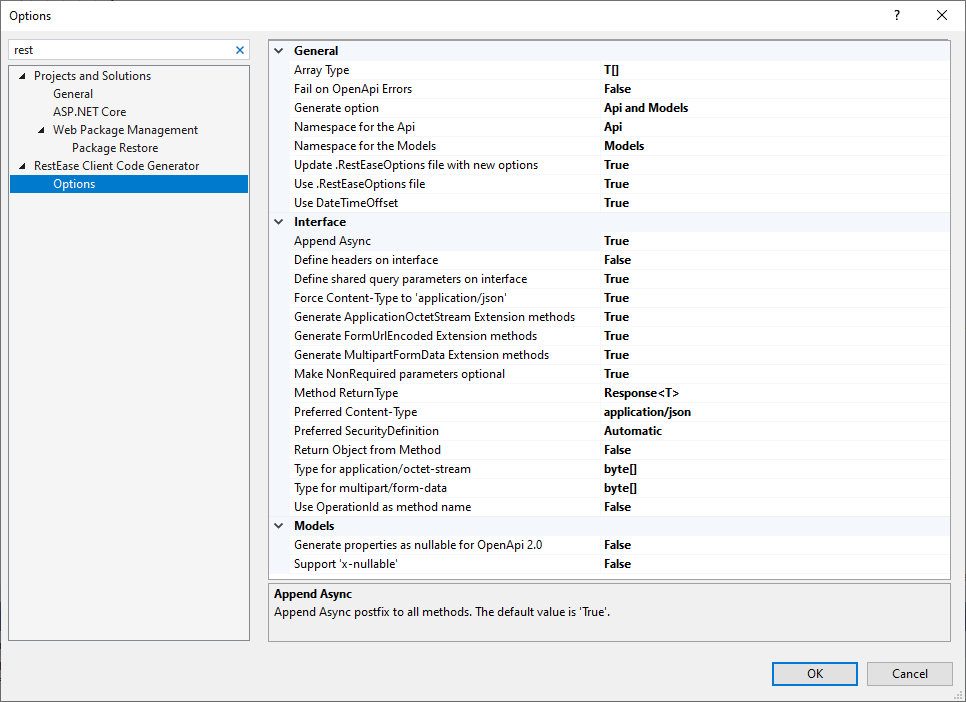 Options
?
rest
Projects and Solutions
General
ASP.NET Core
Web Package Management
Package Restore
RestEase Client Code Generator
Options
General
Array Type T[]
Fail on OpenApi Errors False
Generate option Api and Models
Namespace for the Api Api
Namespace for the Models Models
Update .RestEaseOptions file with new options True
Use .RestEaseOptions file True
Use DateTimeOffset True
Interface
Append Async True
Define headers on interface False
Define shared query parameters on interface True
Force Content-Type to 'application/json' True
Generate ApplicationOctetStream Extension methods True
Generate FormUrlEncoded Extension methods True
Generate MultipartFormData Extension methods True
Make NonRequired parameters optional True
Method ReturnType Response<T>
Preferred Content-Type application/json
Preferred SecurityDefinition Automatic
Return Object from Method False
Type for application/octet-stream byte[]
Type for multipart/form-data byte[]
Use OperationId as method name False
Models
Generate properties as nullable for OpenApi 2.0 False
Support 'x-nullable' False
Append Async
Append Async postfix to all methods. The default value is 'True'.
OK Cancel